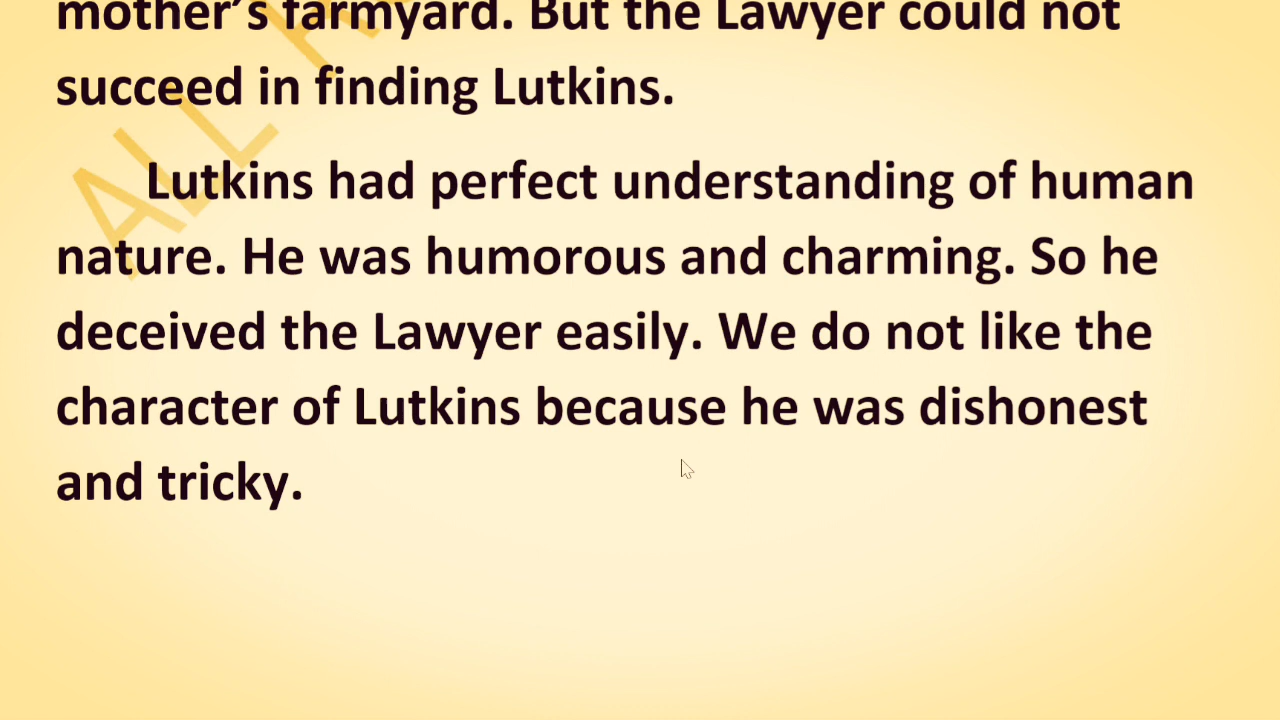 mother's farmyard. But the Lawyer could not
succeed in finding Lutkins.
Lutkins had perfect understanding of human
nature. He was humorous and charming. So he
deceived the Lawyer easily. We do not like the
character of Lutkins because he was dishonest
and tricky.
ALL